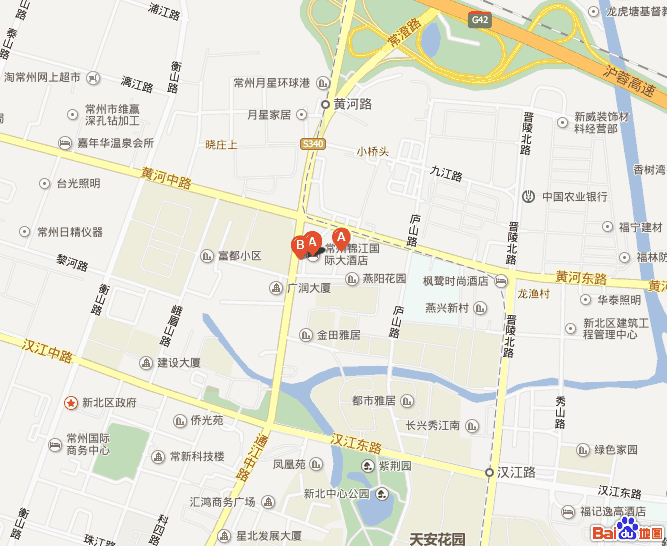 浦江路
龙虎塘基督教
泰山路
常澄路
G42
衡山路
沪蓉高速
淘常州网上超市
漓江路
常州月星环球港
黄河路
常州市维赢
深孔钻加工
月星家居
晋陵北路
新威装饰材
料经营部
局
嘉年华温泉会所
晓庄上
S340
小桥头
黄河中路
九江路
香树湾
台光照明
中国农业银行
庐山路
常州日精仪器
福宁建材
B
A
A
常州锦江国
际大酒店
富都小区
黎河路
福林防
燕阳花园
枫鹭时尚酒店
黄河东路
黄河
衡山路
广润大厦
龙渔村
华泰照明
峨眉山路
庐山路
燕兴新村
晋陵北路
金田雅居
新北区建筑工
程管理中心
汉江中路
建设大厦
新北区政府
都市雅居
秀山路
侨光苑
长兴秀江南
常州国际
商务中心
通江中路
汉江东路
绿色家园
常新科技楼
凤凰苑
紫荆园
汉江路
新北中心公园
汉江东路
汇鸿商务广场
福记逸高酒店
衡山路
科四路
珠江路
星北发展大厦
天安花园
Bai 地图